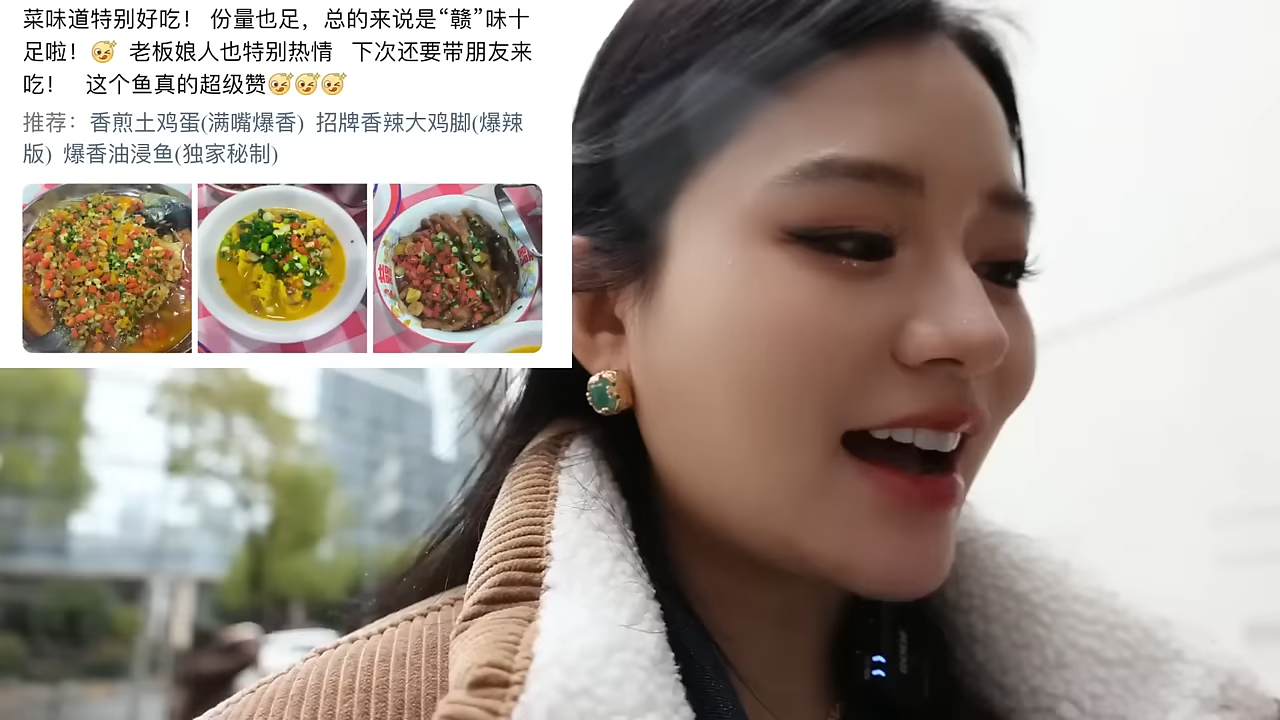 菜味道特别好吃！ 份量也足，总的来说是“赣”味十
足啦！😋 老板娘人也特别热情 下次还要带朋友来
吃！ 这个鱼真的超级赞😋😋😋
推荐：香煎土鸡蛋(满嘴爆香) 招牌香辣大鸡脚(爆辣
版) 爆香油浸鱼(独家秘制)